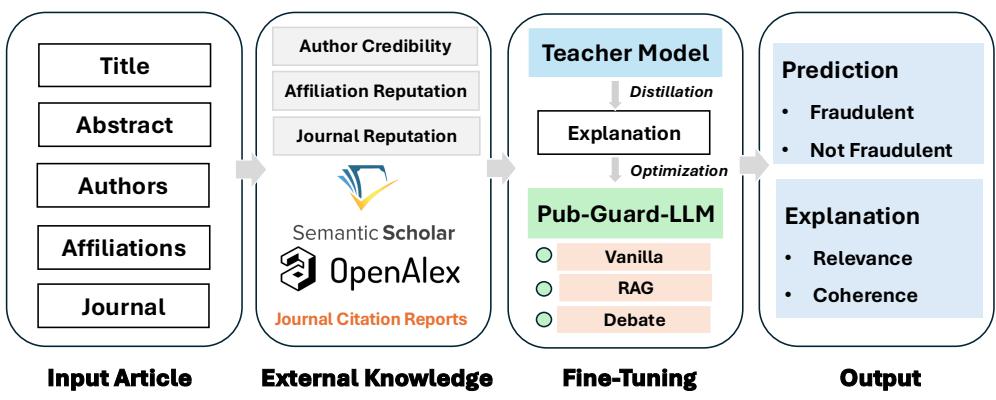 Title
Abstract
Authors
Affiliations
Journal
Input Article
Author Credibility
Affiliation Reputation
Journal Reputation
Semantic Scholar
OpenAlex
Journal Citation Reports
External Knowledge
Teacher Model
Distillation
Explanation
Optimization
Pub-Guard-LLM
Vanilla
RAG
Debate
Fine-Tuning
Prediction
• Fraudulent
• Not Fraudulent
Explanation
• Relevance
• Coherence
Output